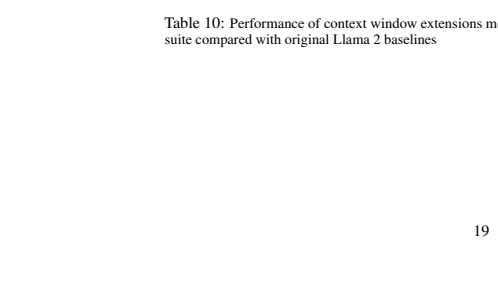 Table 10: Performance of context window extensions
suite compared with original Llama 2 baselines
19